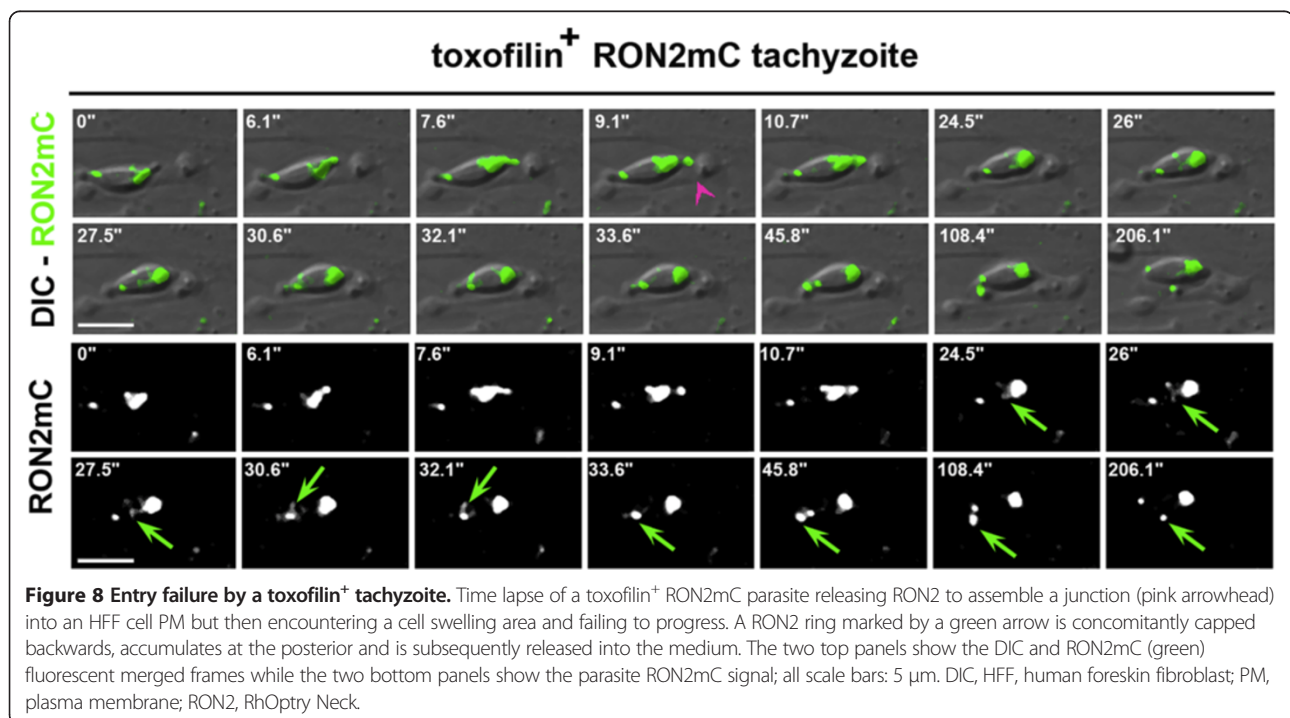 toxofilin+ RON2mC tachyzoite
DIC - RON2mC
0" 6.1" 7.6" 9.1" 10.7" 24.5" 26"
27.5" 30.6" 32.1" 33.6" 45.8" 108.4" 206.1"
RON2mC
0" 6.1" 7.6" 9.1" 10.7" 24.5" 26"
27.5" 30.6" 32.1" 33.6" 45.8" 108.4" 206.1"
Figure 8 Entry failure by a toxofilin+ tachyzoite. Time lapse of a toxofilin+ RON2mC parasite releasing RON2 to assemble a junction (pink arrowhead)
into an HFF cell PM but then encountering a cell swelling area and failing to progress. A RON2 ring marked by a green arrow is concomitantly capped
backwards, accumulates at the posterior and is subsequently released into the medium. The two top panels show the DIC and RON2mC (green)
fluorescent merged frames while the two bottom panels show the parasite RON2mC signal; all scale bars: 5 μm. DIC, HFF, human foreskin fibroblast; PM,
plasma membrane; RON2, RhOptry Neck.